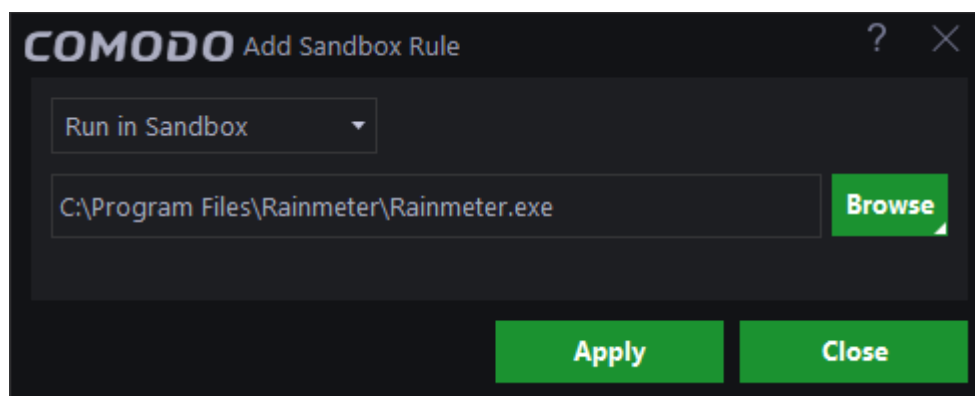 COMODO Add Sandbox Rule ?
Run in Sandbox
C:\Program Files\Rainmeter\Rainmeter.exe Browse
Apply Close